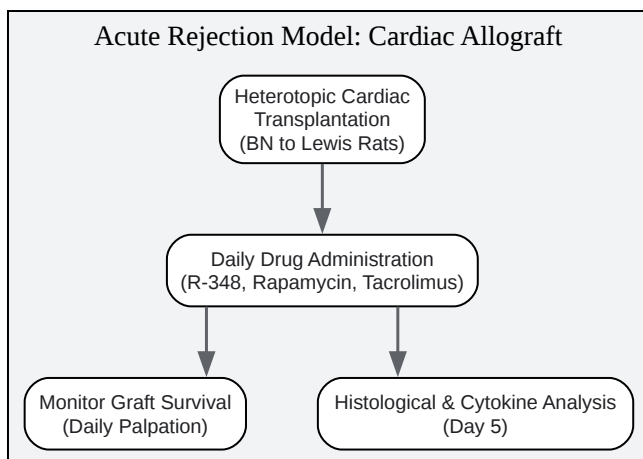 Acute Rejection Model: Cardiac Allograft
Heterotopic Cardiac
Transplantation
(BN to Lewis Rats)
Daily Drug Administration
(R-348, Rapamycin, Tacrolimus)
Monitor Graft Survival
(Daily Palpation)
Histological & Cytokine Analysis
(Day 5)